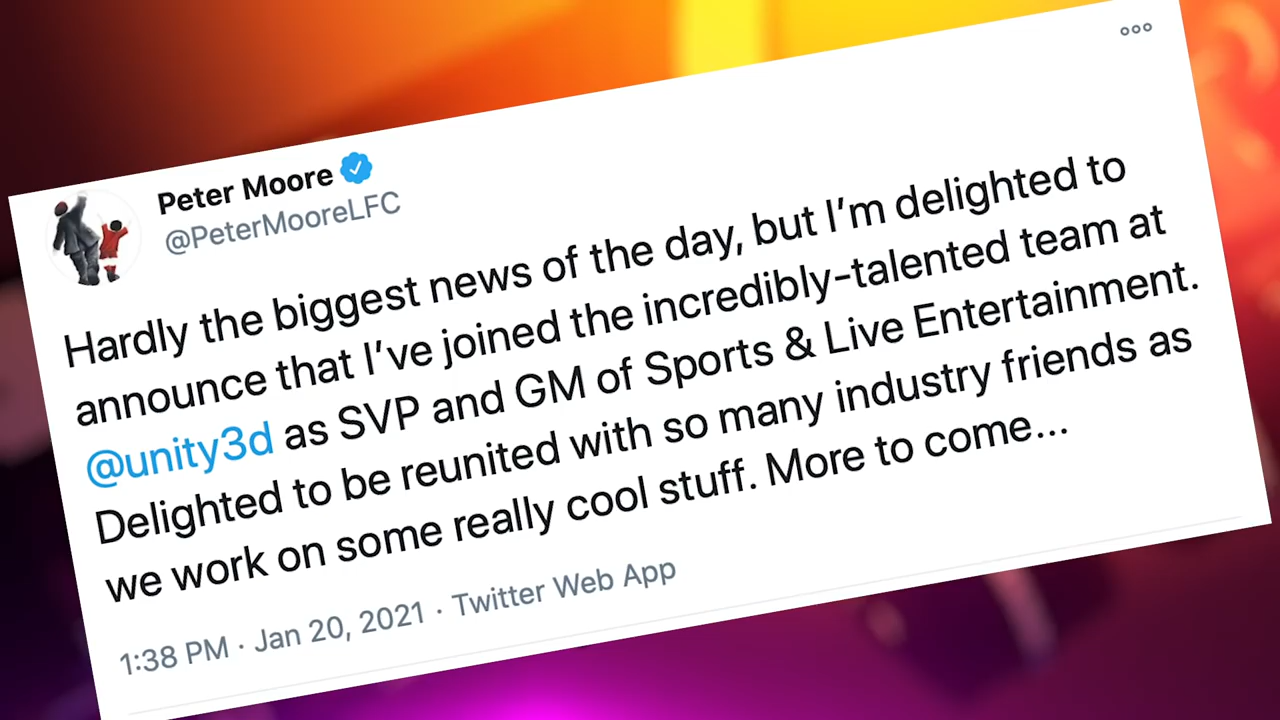 Peter Moore
@PeterMooreLFC
Hardly the biggest news of the day, but I’m delighted to
announce that I’ve joined the incredibly-talented team at
@unity3d as SVP and GM of Sports & Live Entertainment.
Delighted to be reunited with so many industry friends as
we work on some really cool stuff. More to come...
1:38 PM · Jan 20, 2021 · Twitter Web App